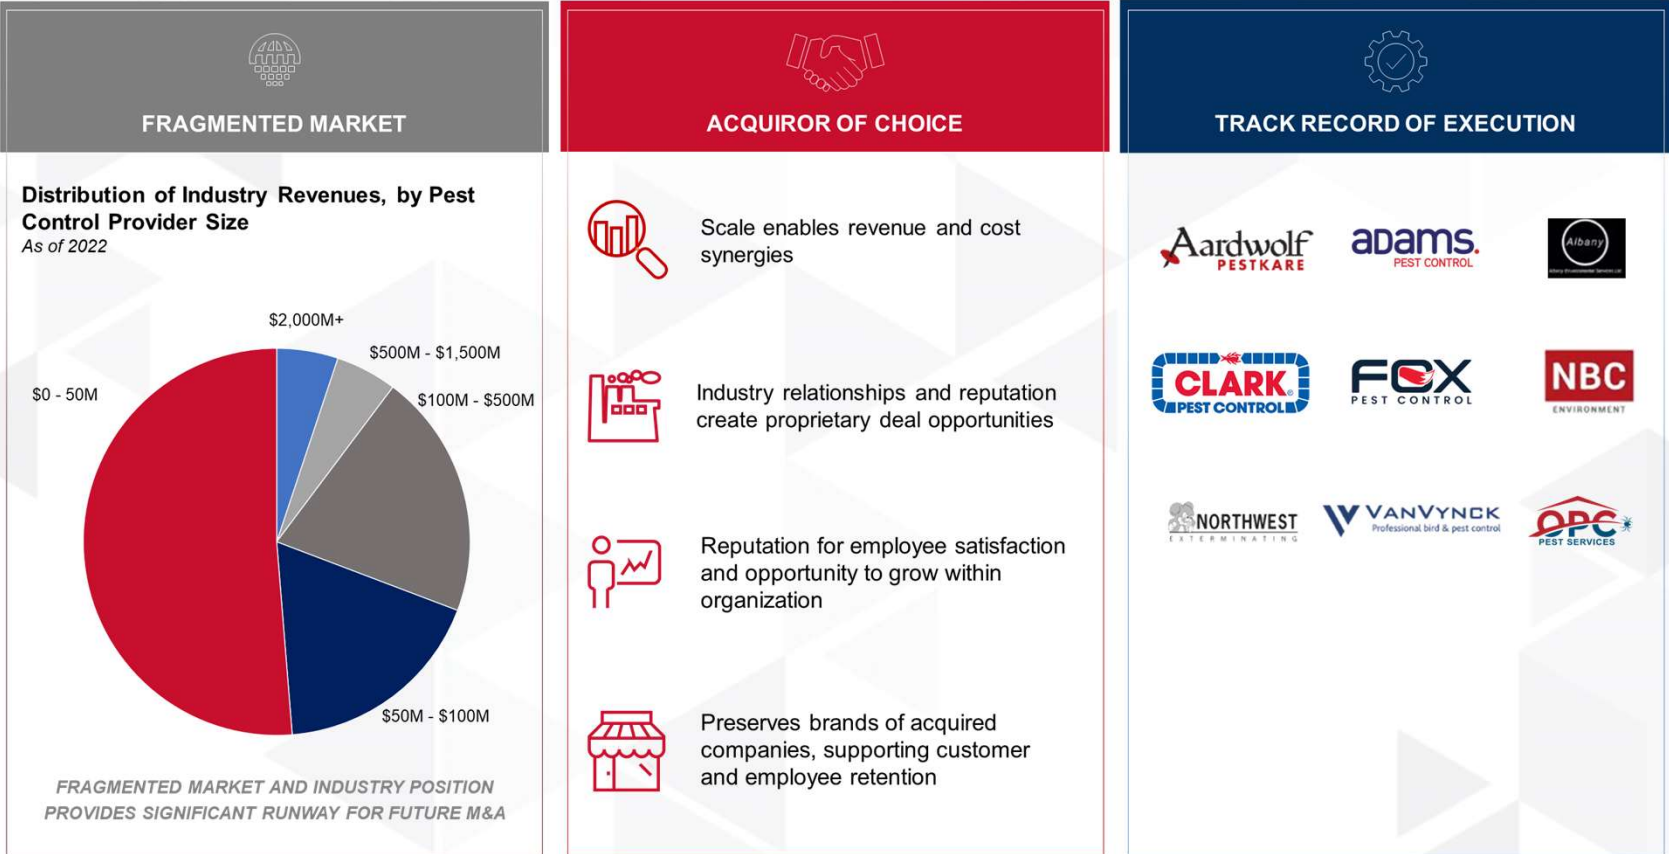 FRAGMENTED MARKET
Distribution of Industry Revenues, by Pest
Control Provider Size
As of 2022
$2,000M+
$500M - $1,500M
$0 - 50M
$100M - $500M
$50M - $100M
FRAGMENTED MARKET AND INDUSTRY POSITION
PROVIDES SIGNIFICANT RUNWAY FOR FUTURE M&A
ACQUIROR OF CHOICE
Scale enables revenue and cost
synergies
Industry relationships and reputation
create proprietary deal opportunities
Reputation for employee satisfaction
and opportunity to grow within
organization
Preserves brands of acquired
companies, supporting customer
and employee retention
TRACK RECORD OF EXECUTION
Aardwolf
PESTKARE
aDams.
PEST CONTROL
Albany
Albany Environmental Services Ltd
CLARK®
PEST CONTROL
FOX
PEST CONTROL
NBC
ENVIRONMENT
NORTHWEST
EXTERMINATING
VANVYNCK
Professional bird & pest control
OPC
PEST SERVICES